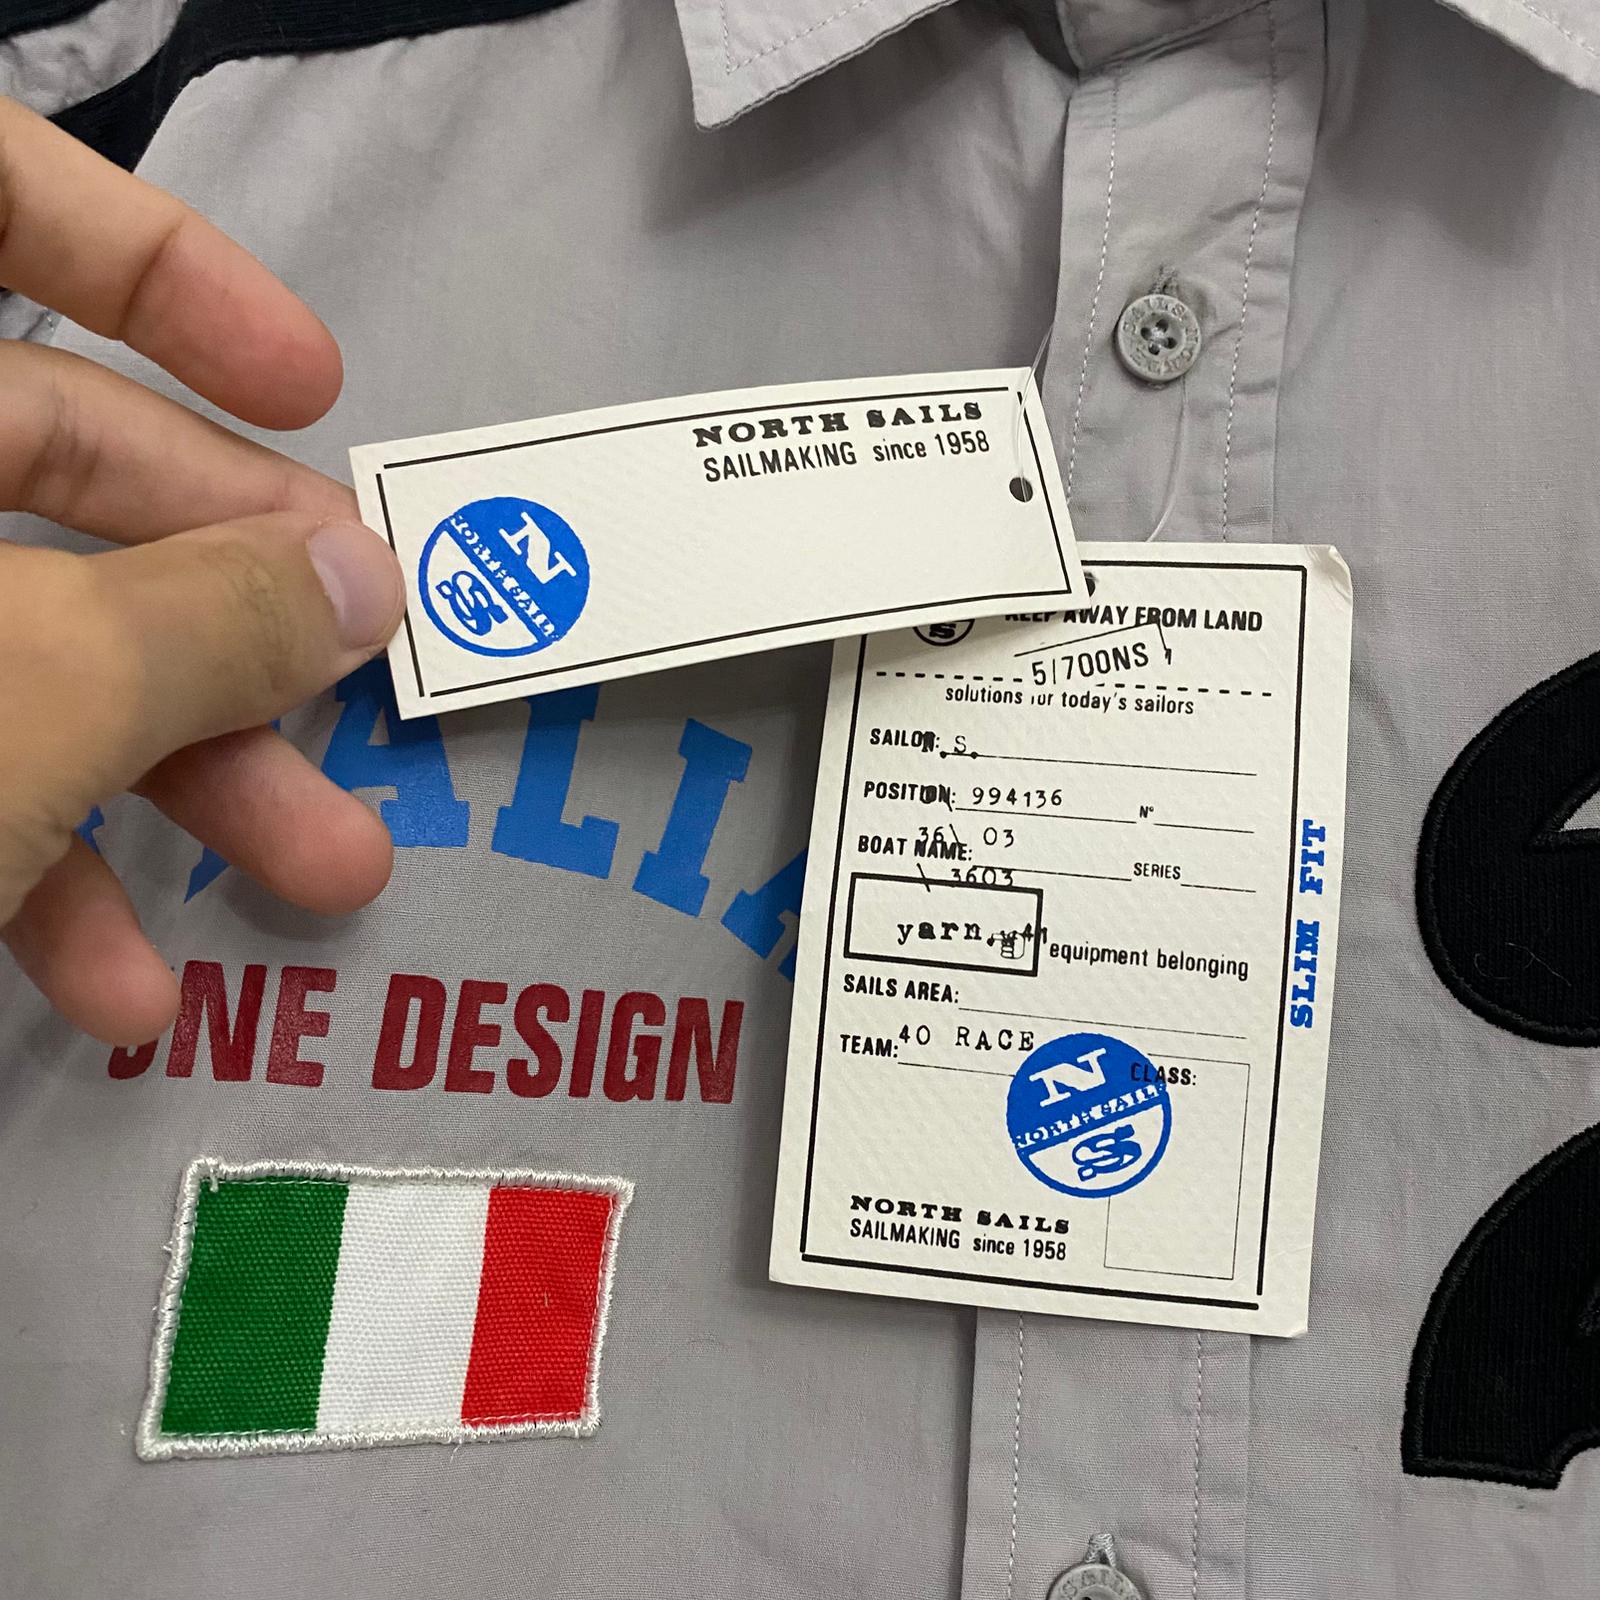 NORTH SAILS
SAILMAKING since 1958
N
NORTH SAILS
S
KEEP AWAY FROM LAND
S
5/700NS
solutions for today's sailors
SAILOR: S.
POSITION: 994136 N°
36\ 03
BOAT NAME: SERIES
\ 3603
yarn. equipment belonging
SAILS AREA:
TEAM: 40 RACE
CLASS:
N
NORTH SAILS
S
NORTH SAILS
SAILMAKING since 1958
SLIM FIT
ITALIA
ONE DESIGN